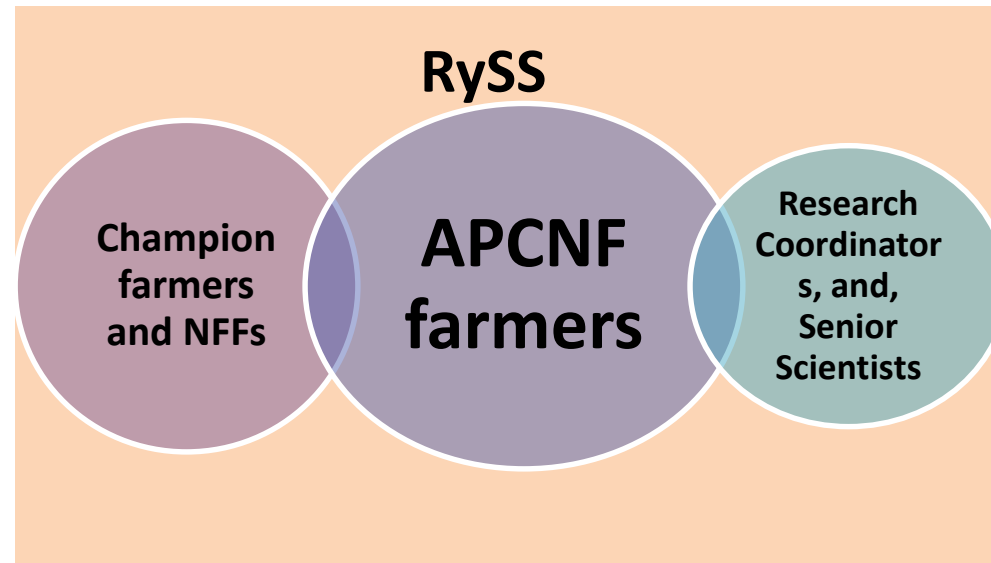 RySS
Champion
farmers
and NFFs
APCNF
farmers
Research
Coordinator
s, and,
Senior
Scientists